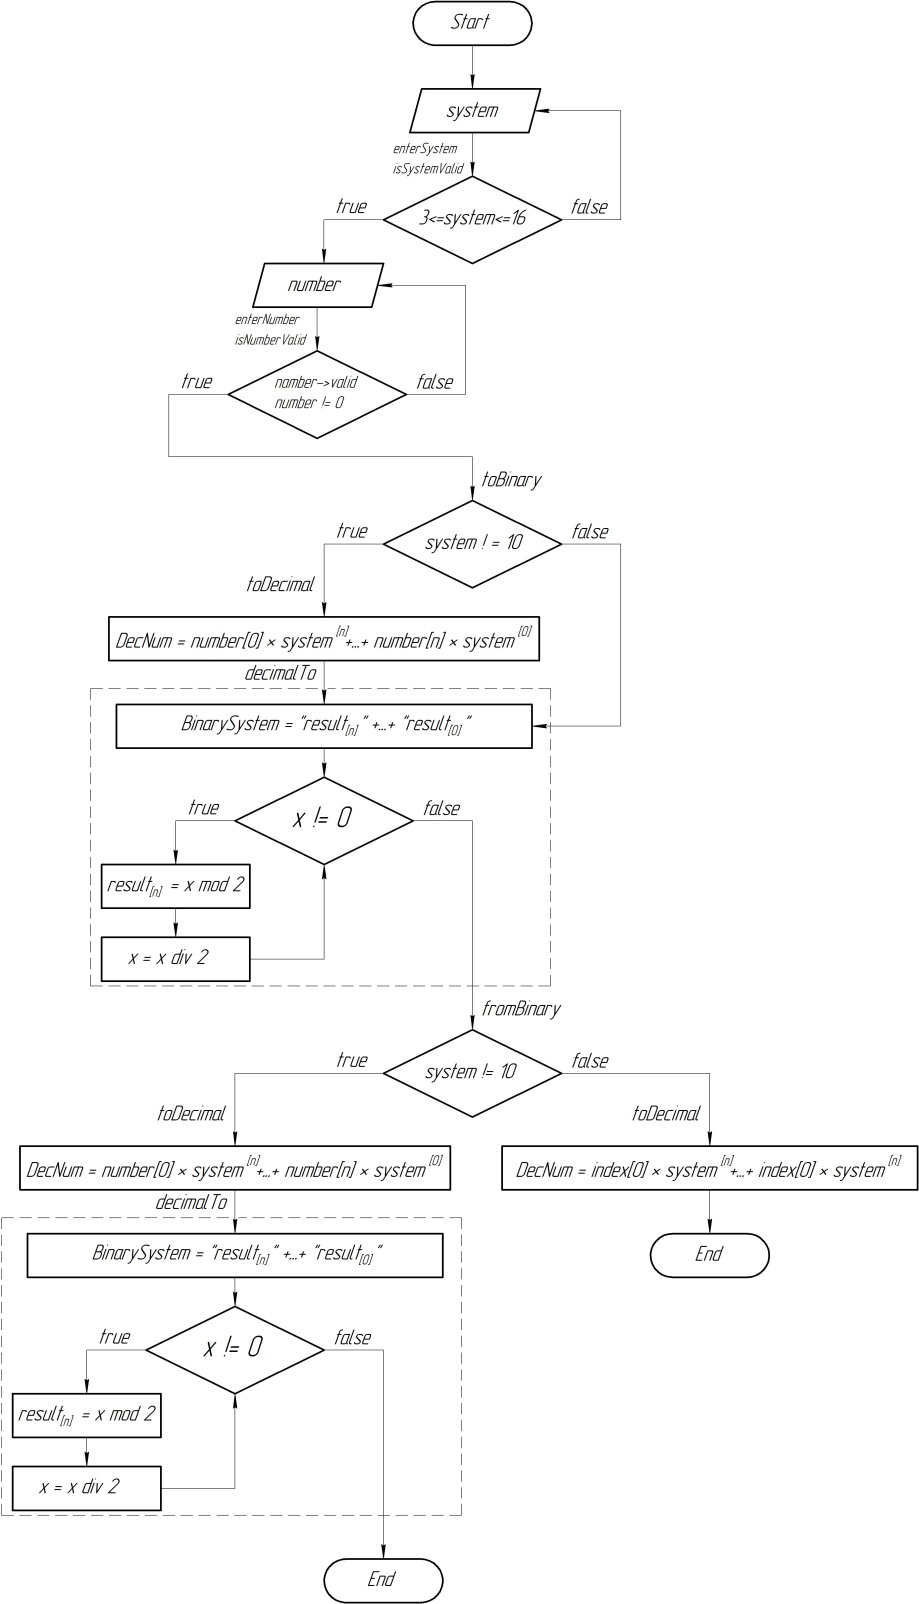 Start
system
enterSystem
isSystemValid
3<=system<=16
true
false
number
enterNumber
isNumberValid
namber->valid
number != 0
true
false
toBinary
system ! = 10
true
false
toDecimal
DecNum = number[0] × system[n]+...+ number[n] × system[0]
decimalTo
BinarySystem = "result[n]" +...+ "result[0]"
x != 0
true
false
result[n] = x mod 2
x = x div 2
fromBinary
system != 10
true
false
toDecimal
toDecimal
DecNum = number[0] × system[n]+...+ number[n] × system[0]
DecNum = index[0] × system[n]+...+ index[0] × system[n]
decimalTo
BinarySystem = "result[n]" +...+ "result[0]"
End
x != 0
true
false
result[n] = x mod 2
x = x div 2
End